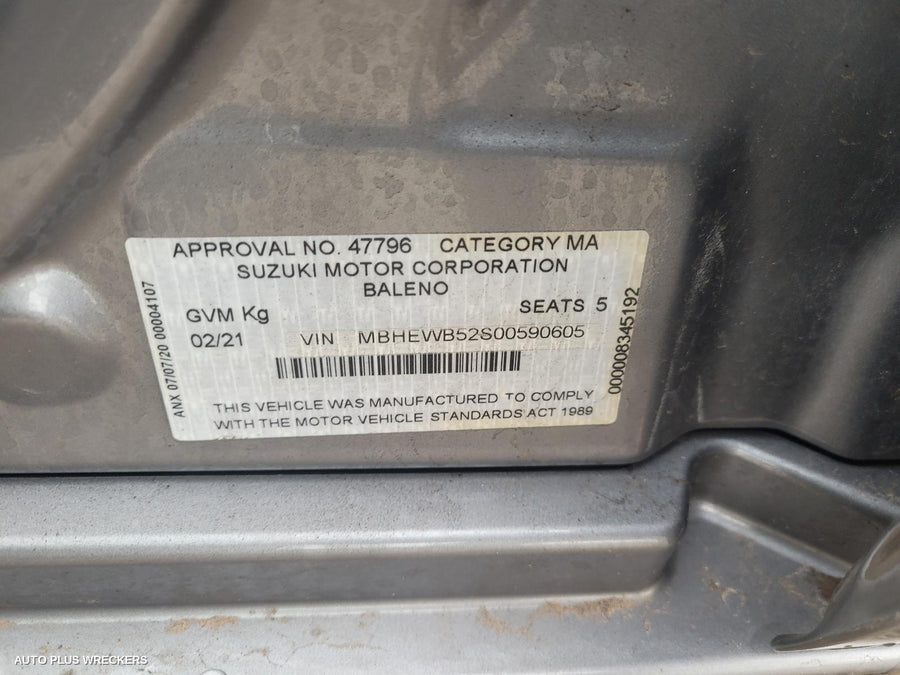 APPROVAL NO. 47796 CATEGORY MA
SUZUKI MOTOR CORPORATION
BALENO
GVM Kg SEATS 5
02/21 VIN MBHEWB52S00590605
THIS VEHICLE WAS MANUFACTURED TO COMPLY
WITH THE MOTOR VEHICLE STANDARDS ACT 1989
ANX 07/07/20 00004107
000008345192
AUTO PLUS WRECKERS